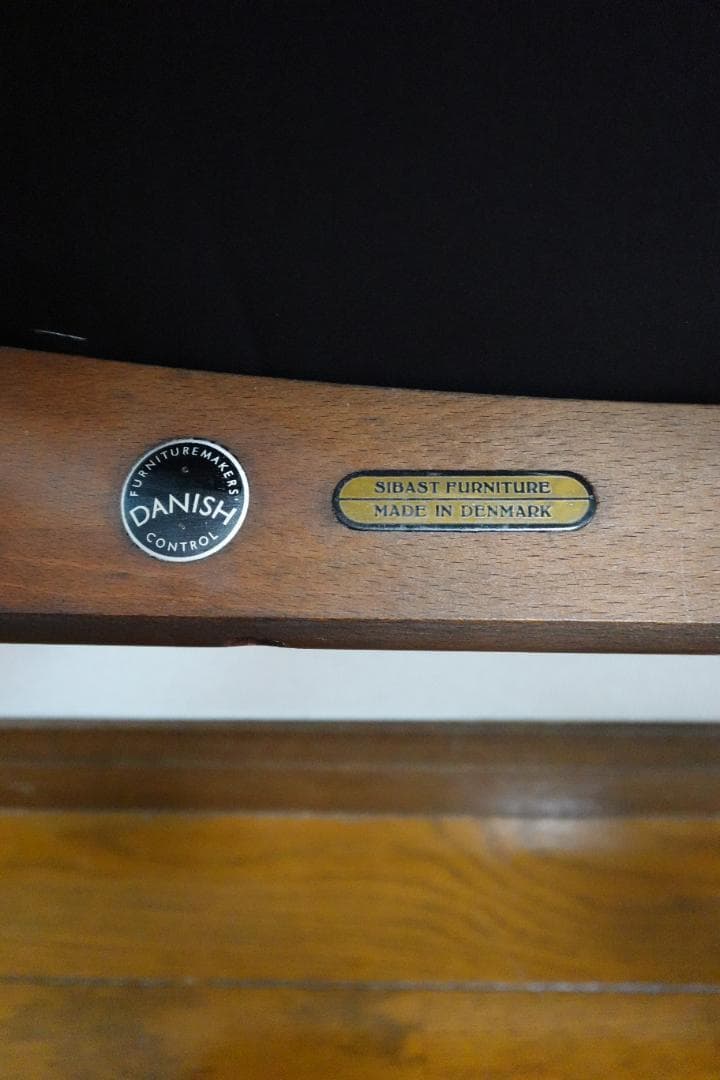 FURNITUREMAKERS'
DANISH
CONTROL
SIBAST FURNITURE
MADE IN DENMARK